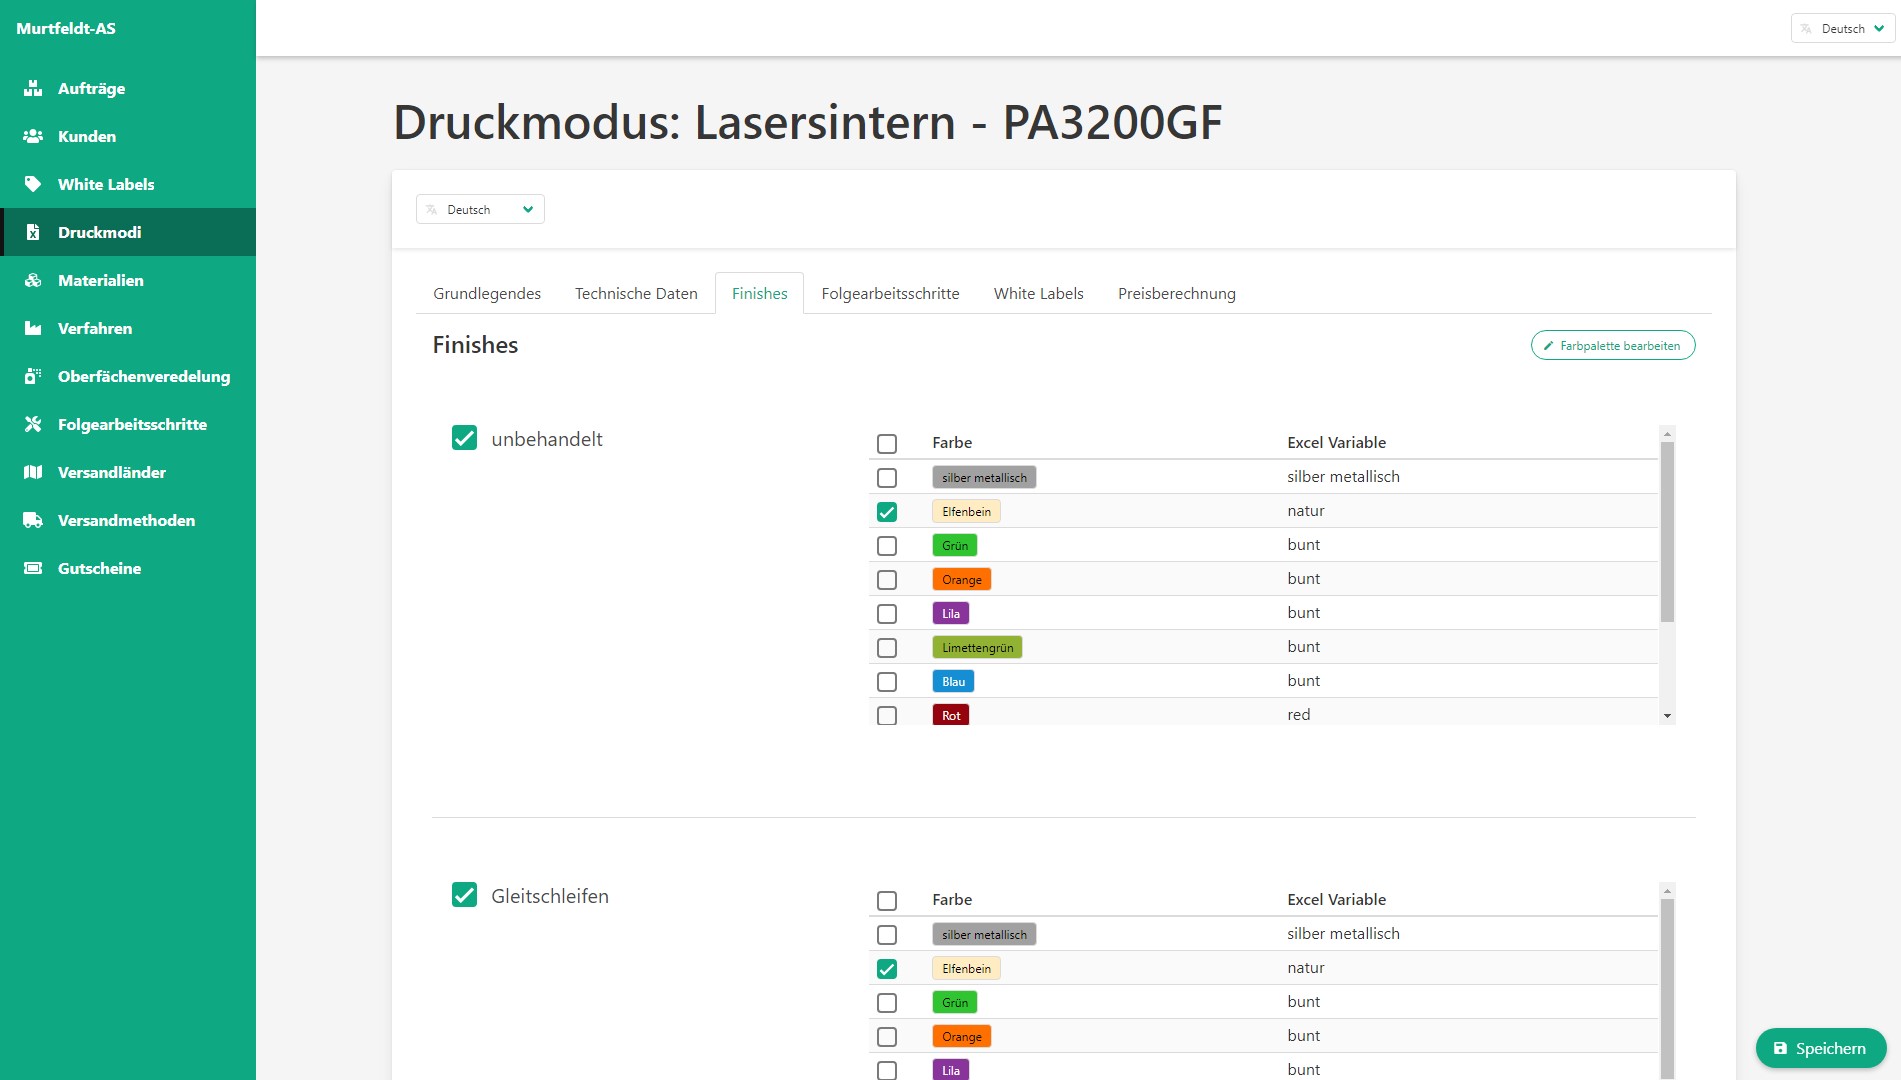 Murtfeldt-AS
Deutsch
Aufträge
Kunden
White Labels
Druckmodi
Materialien
Verfahren
Oberfächenveredelung
Folgearbeitsschritte
Versandländer
Versandmethoden
Gutscheine
Druckmodus: Lasersintern - PA3200GF
Deutsch
Grundlegendes Technische Daten Finishes Folgearbeitsschritte White Labels Preisberechnung
Finishes
Farbpalette bearbeiten
unbehandelt
Farbe Excel Variable
silber metallisch silber metallisch
Elfenbein natur
Grün bunt
Orange bunt
Lila bunt
Limettengrün bunt
Blau bunt
Rot red
Gleitschleifen
Farbe Excel Variable
silber metallisch silber metallisch
Elfenbein natur
Grün bunt
Orange bunt
Lila bunt
Speichern